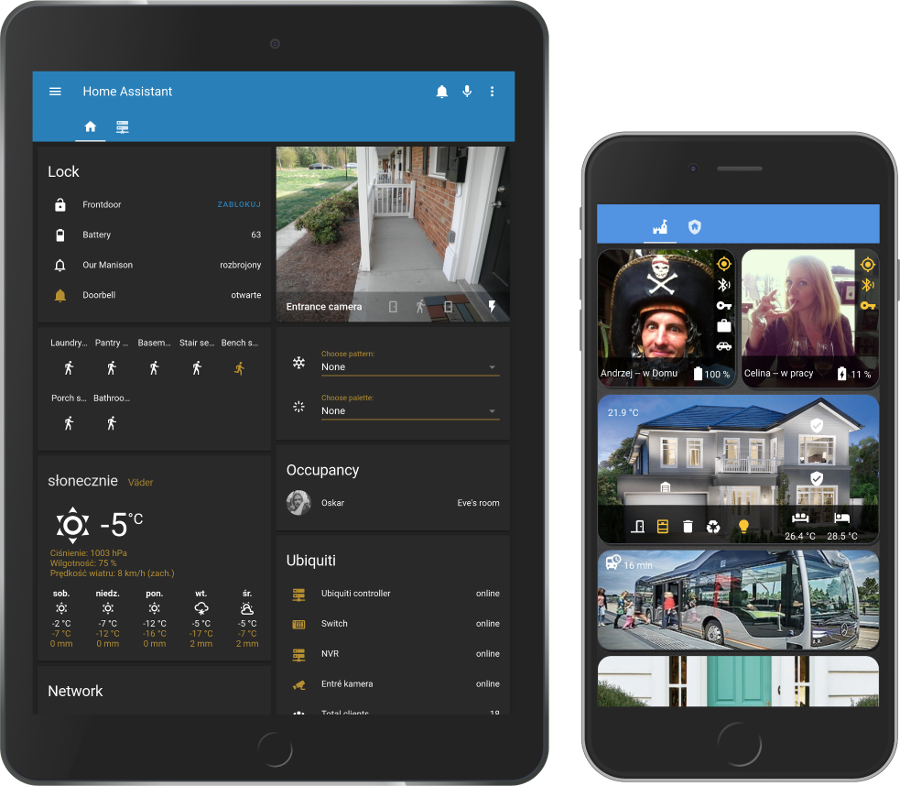 Home Assistant
Lock
Frontdoor ZABLOKUJ
Battery 63
Our Manison rozbrojony
Doorbell otwarte
Entrance camera
Laundry... Pantry ... Basem... Stair se... Bench s...
Porch s... Bathroo...
Choose pattern:
None
Choose palette:
None
słonecznie Väder
-5°C
Ciśnienie: 1003 hPa
Wilgotność: 75 %
Prędkość wiatru: 8 km/h (zach.)
sob. niedz. pon. wt. śr.
-2 °C -7 °C -12 °C -5 °C -5 °C
-7 °C -12 °C -16 °C -17 °C -7 °C
0 mm 0 mm 0 mm 2 mm 2 mm
Network
Occupancy
Oskar Eve's room
Ubiquiti
Ubiquiti controller online
Switch online
NVR online
Entré kamera online
Total clients 19
Andrzej – w Domu 100 %
Celina – w pracy 11 %
21.9 °C
26.4 °C 28.5 °C
16 min